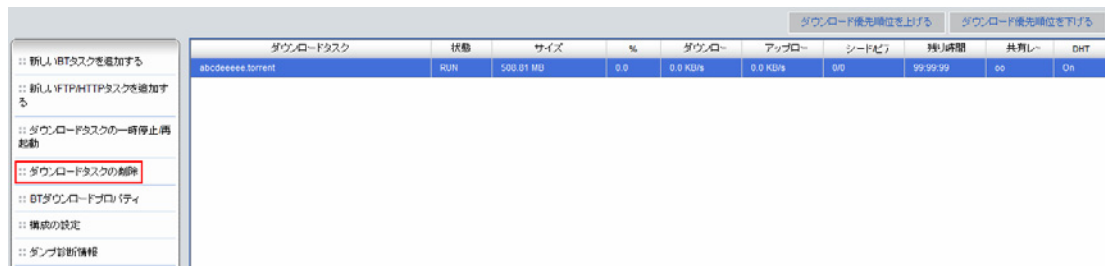 ダウンロード優先順位を上げる ダウンロード優先順位を下げる
ダウンロードタスク 状態 サイズ % ダウンロー アップロー シード/ピア 残り時間 共有レー DHT
abcdeeeee.torrent RUN 508.81 MB 0.0 0.0 KB/s 0.0 KB/s 0/0 99:99:99 oo On
:: 新しいBTタスクを追加する
:: 新しいFTP/HTTPタスクを追加す
る
:: ダウンロードタスクの一時停止/再
起動
:: ダウンロードタスクの削除
:: BTダウンロードプロパティ
:: 構成の設定
:: ダンプ診断情報